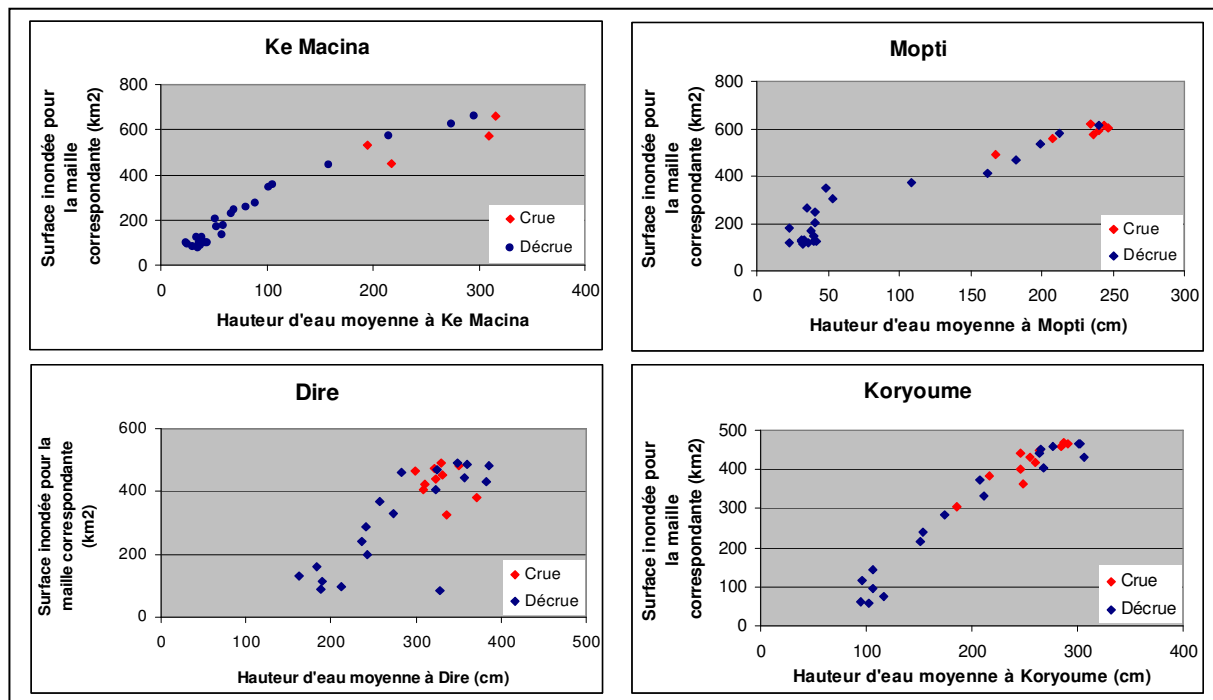 Ke Macina
Surface inondée pour
la maille
correspondante (km2)
800
600
400
200
0
0 100 200 300 400
Crue
Décrue
Hauteur d'eau moyenne à Ke Macina
Mopti
Surface inondée pour
la maille
correspondante (km2)
800
600
400
200
0
0 50 100 150 200 250 300
Crue
Décrue
Hauteur d'eau moyenne à Mopti (cm)
Dire
Surface inondée pour la
maille correspondante
(km2)
600
400
200
0
0 100 200 300 400 500
Crue
Décrue
Hauteur d'eau moyenne à Dire (cm)
Koryoume
Surface inondée pour
la maille
correspondante (km2)
500
400
300
200
100
0
0 100 200 300 400
Crue
Décrue
Hauteur d'eau moyenne à Koryoume (cm)